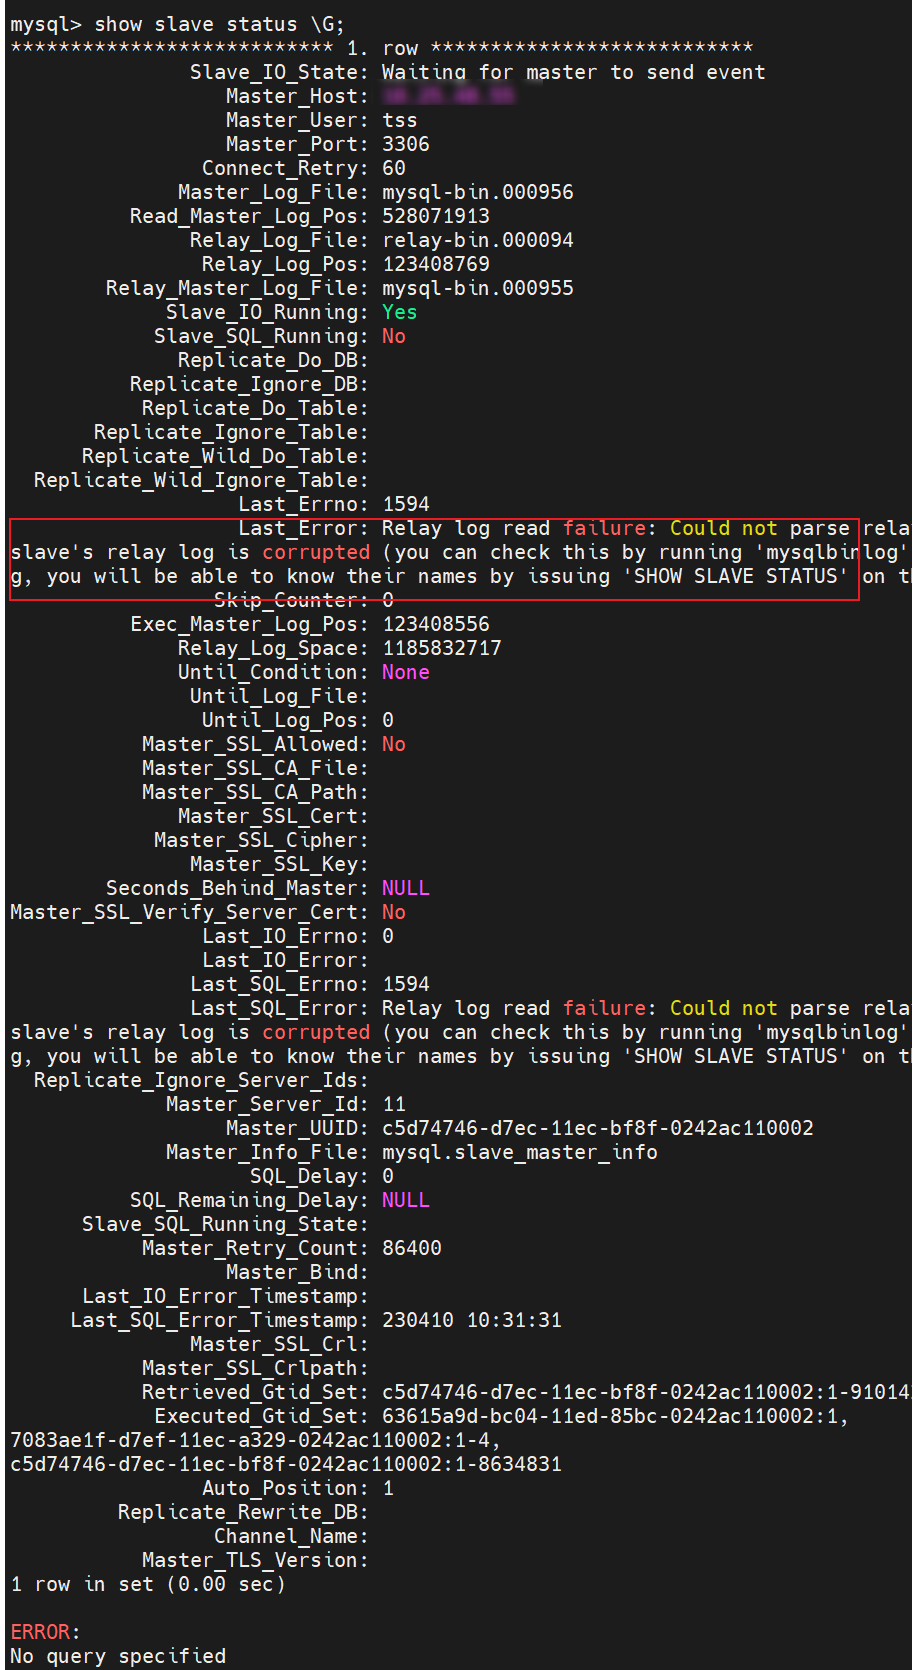 mysql> show slave status \G;
*************************** 1. row ***************************
Slave_IO_State: Waiting for master to send event
Master_Host:
Master_User: tss
Master_Port: 3306
Connect_Retry: 60
Master_Log_File: mysql-bin.000956
Read_Master_Log_Pos: 528071913
Relay_Log_File: relay-bin.000094
Relay_Log_Pos: 123408769
Relay_Master_Log_File: mysql-bin.000955
Slave_IO_Running: Yes
Slave_SQL_Running: No
Replicate_Do_DB:
Replicate_Ignore_DB:
Replicate_Do_Table:
Replicate_Ignore_Table:
Replicate_Wild_Do_Table:
Replicate_Wild_Ignore_Table:
Last_Errno: 1594
Last_Error: Relay log read failure: Could not parse rela
slave's relay log is corrupted (you can check this by running 'mysqlbinlog'
g, you will be able to know their names by issuing 'SHOW SLAVE STATUS' on th
Skip_Counter: 0
Exec_Master_Log_Pos: 123408556
Relay_Log_Space: 1185832717
Until_Condition: None
Until_Log_File:
Until_Log_Pos: 0
Master_SSL_Allowed: No
Master_SSL_CA_File:
Master_SSL_CA_Path:
Master_SSL_Cert:
Master_SSL_Cipher:
Master_SSL_Key:
Seconds_Behind_Master: NULL
Master_SSL_Verify_Server_Cert: No
Last_IO_Errno: 0
Last_IO_Error:
Last_SQL_Errno: 1594
Last_SQL_Error: Relay log read failure: Could not parse rela
slave's relay log is corrupted (you can check this by running 'mysqlbinlog'
g, you will be able to know their names by issuing 'SHOW SLAVE STATUS' on th
Replicate_Ignore_Server_Ids:
Master_Server_Id: 11
Master_UUID: c5d74746-d7ec-11ec-bf8f-0242ac110002
Master_Info_File: mysql.slave_master_info
SQL_Delay: 0
SQL_Remaining_Delay: NULL
Slave_SQL_Running_State:
Master_Retry_Count: 86400
Master_Bind:
Last_IO_Error_Timestamp:
Last_SQL_Error_Timestamp: 230410 10:31:31
Master_SSL_Crl:
Master_SSL_Crlpath:
Retrieved_Gtid_Set: c5d74746-d7ec-11ec-bf8f-0242ac110002:1-91014
Executed_Gtid_Set: 63615a9d-bc04-11ed-85bc-0242ac110002:1,
7083ae1f-d7ef-11ec-a329-0242ac110002:1-4,
c5d74746-d7ec-11ec-bf8f-0242ac110002:1-8634831
Auto_Position: 1
Replicate_Rewrite_DB:
Channel_Name:
Master_TLS_Version:
1 row in set (0.00 sec)
ERROR:
No query specified